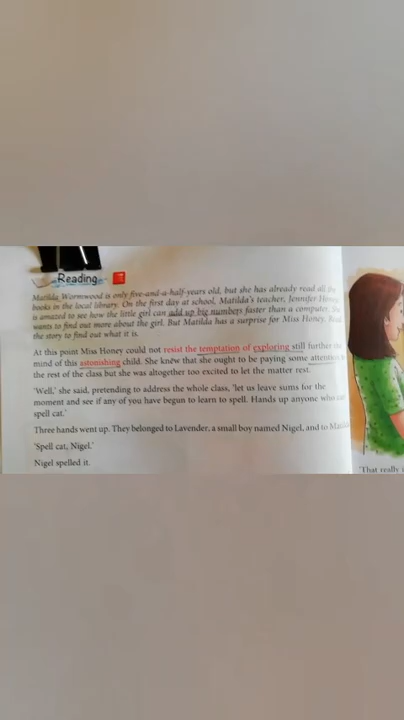 Reading
Matilda Wormwood is only five-and-a-half-years old, but she has already read all the
books in the local library. On the first day at school, Matilda's teacher, Jennifer Honey
is amazed to see how the little girl can add up big numbers faster than a computer. She
wants to find out more about the girl. But Matilda has a surprise for Miss Honey. Read
the story to find out what it is.
At this point Miss Honey could not resist the temptation of exploring still further the
mind of this astonishing child. She knew that she ought to be paying some attention to
the rest of the class but she was altogether too excited to let the matter rest.
'Well,' she said, pretending to address the whole class, 'let us leave sums for the
moment and see if any of you have begun to learn to spell. Hands up anyone who can
spell cat.'
Three hands went up. They belonged to Lavender, a small boy named Nigel, and to Matilda
'Spell cat, Nigel.'
Nigel spelled it.
'That really i